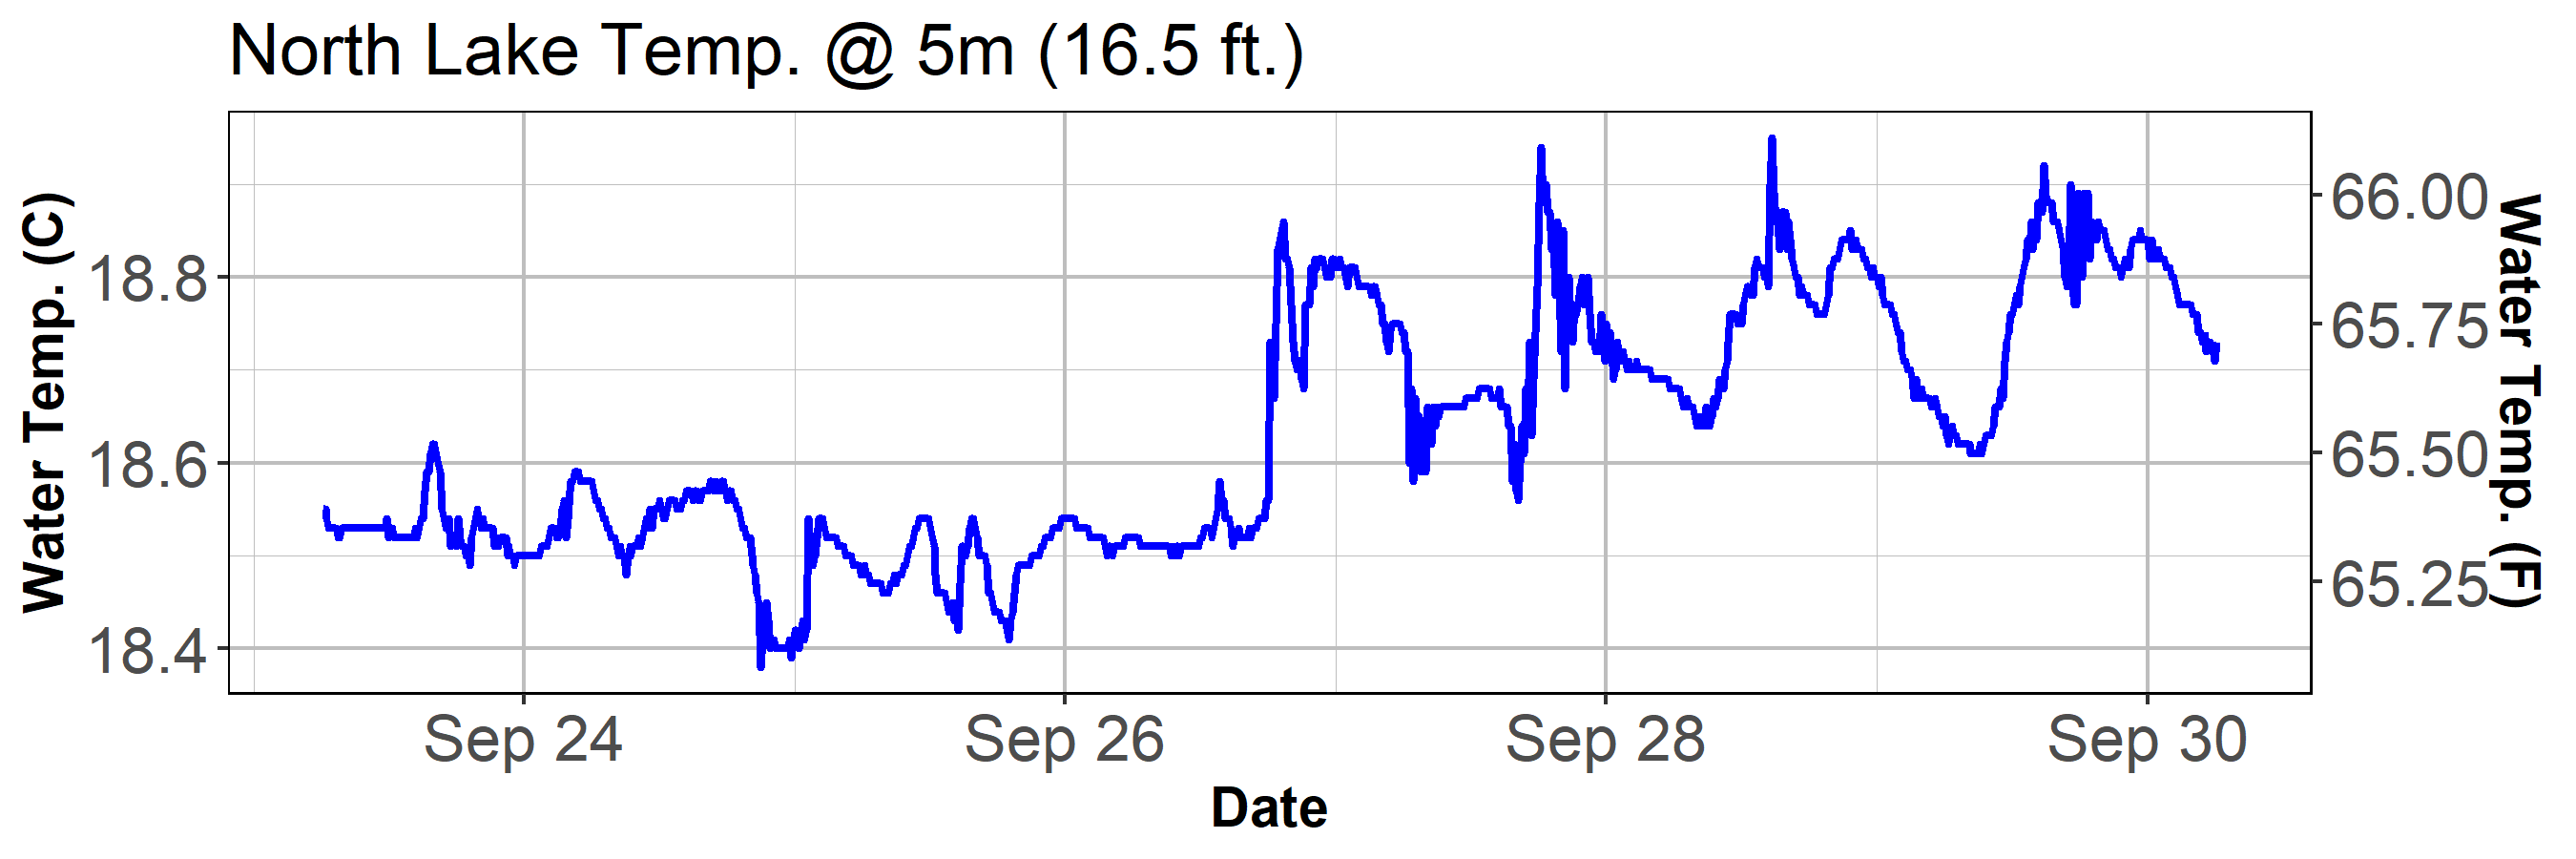 North Lake Temp. @ 5m (16.5 ft.)
Water Temp. (C)
18.8
18.6
18.4
66.00
65.75
65.50
65.25
Water Temp. (F)
Sep 24 Sep 26 Sep 28 Sep 30
Date